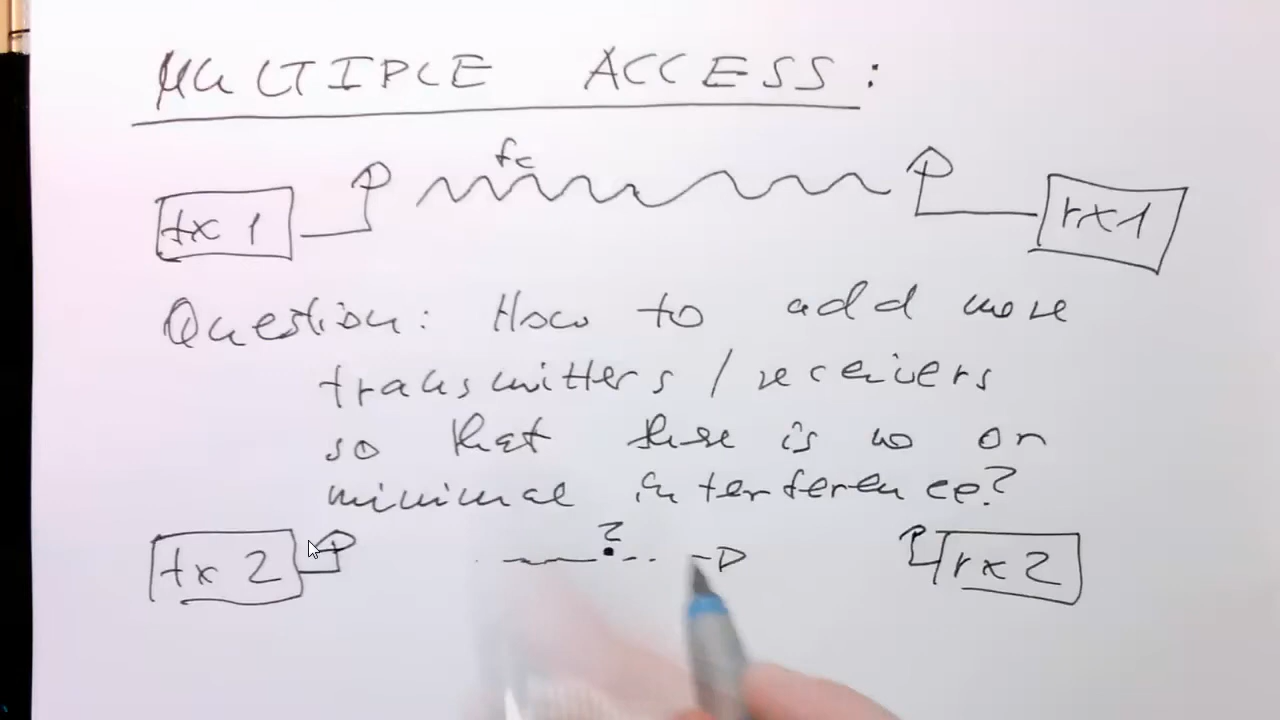 MULTIPLE ACCESS:
fc
tx 1
rx1
Question: How to add more
transmitters / receivers
so that there is no or
minimal interference?
?
tx 2
rx 2